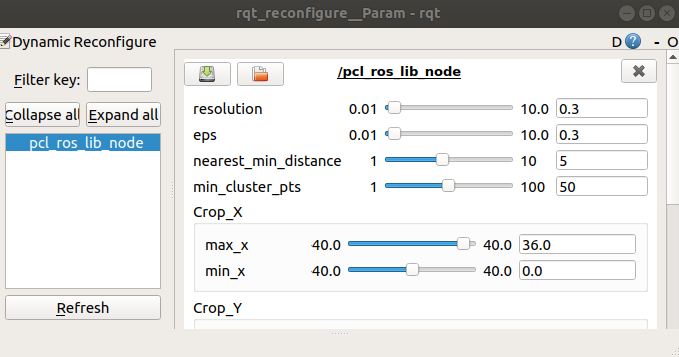 rqt_reconfigure__Param - rqt
Dynamic Reconfigure
D ? - O
Filter key:
Collapse all Expand all
pcl_ros_lib_node
Refresh
/pcl_ros_lib_node
resolution 0.01 10.0 0.3
eps 0.01 10.0 0.3
nearest_min_distance 1 10 5
min_cluster_pts 1 100 50
Crop_X
max_x -40.0 40.0 36.0
min_x -40.0 40.0 0.0
Crop_Y